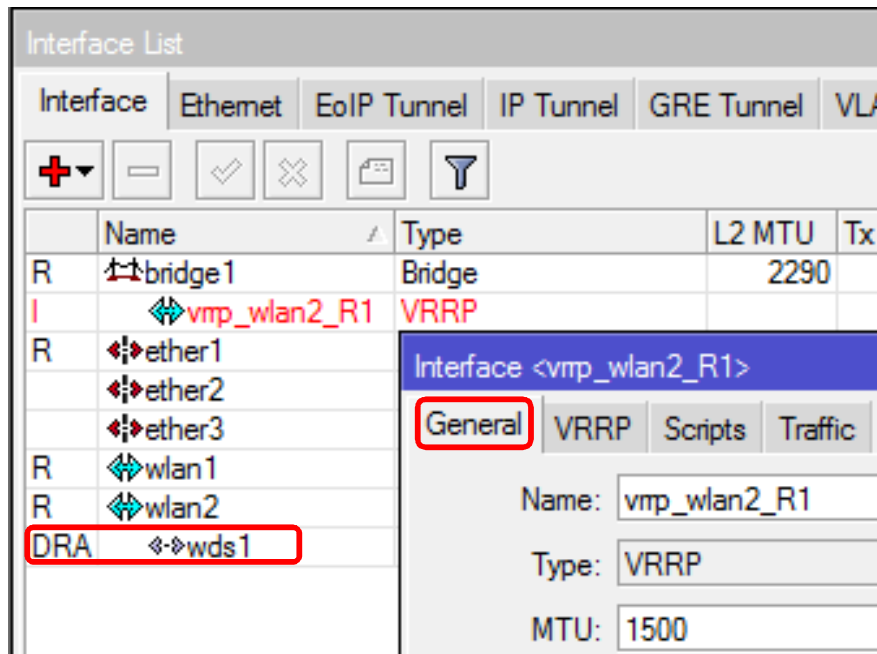 Interface List
Interface Ethernet EoIP Tunnel IP Tunnel GRE Tunnel VLA
Name Type L2 MTU Tx
R bridge1 Bridge 2290
I vrrp_wlan2_R1 VRRP
R ether1
ether2
ether3
R wlan1
R wlan2
DRA wds1
Interface <vrrp_wlan2_R1>
General VRRP Scripts Traffic
Name: vrrp_wlan2_R1
Type: VRRP
MTU: 1500